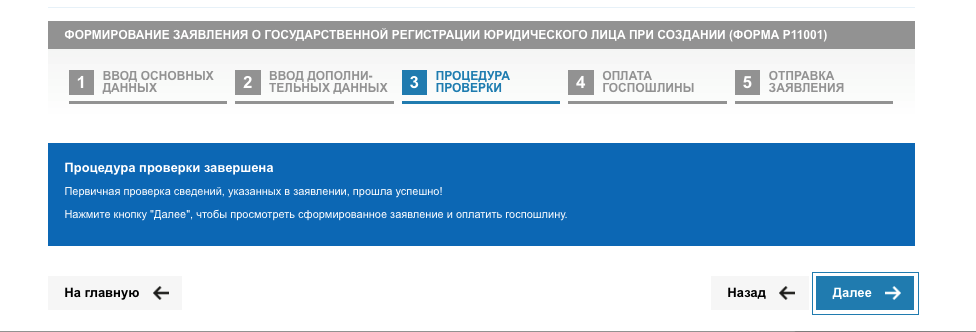 ФОРМИРОВАНИЕ ЗАЯВЛЕНИЯ О ГОСУДАРСТВЕННОЙ РЕГИСТРАЦИИ ЮРИДИЧЕСКОГО ЛИЦА ПРИ СОЗДАНИИ (ФОРМА Р11001)
1 ВВОД ОСНОВНЫХ
ДАННЫХ
2 ВВОД ДОПОЛНИ-
ТЕЛЬНЫХ ДАННЫХ
3 ПРОЦЕДУРА
ПРОВЕРКИ
4 ОПЛАТА
ГОСПОШЛИНЫ
5 ОТПРАВКА
ЗАЯВЛЕНИЯ
Процедура проверки завершена
Первичная проверка сведений, указанных в заявлении, прошла успешно!
Нажмите кнопку "Далее", чтобы просмотреть сформированное заявление и оплатить госпошлину.
На главную
Назад
Далее